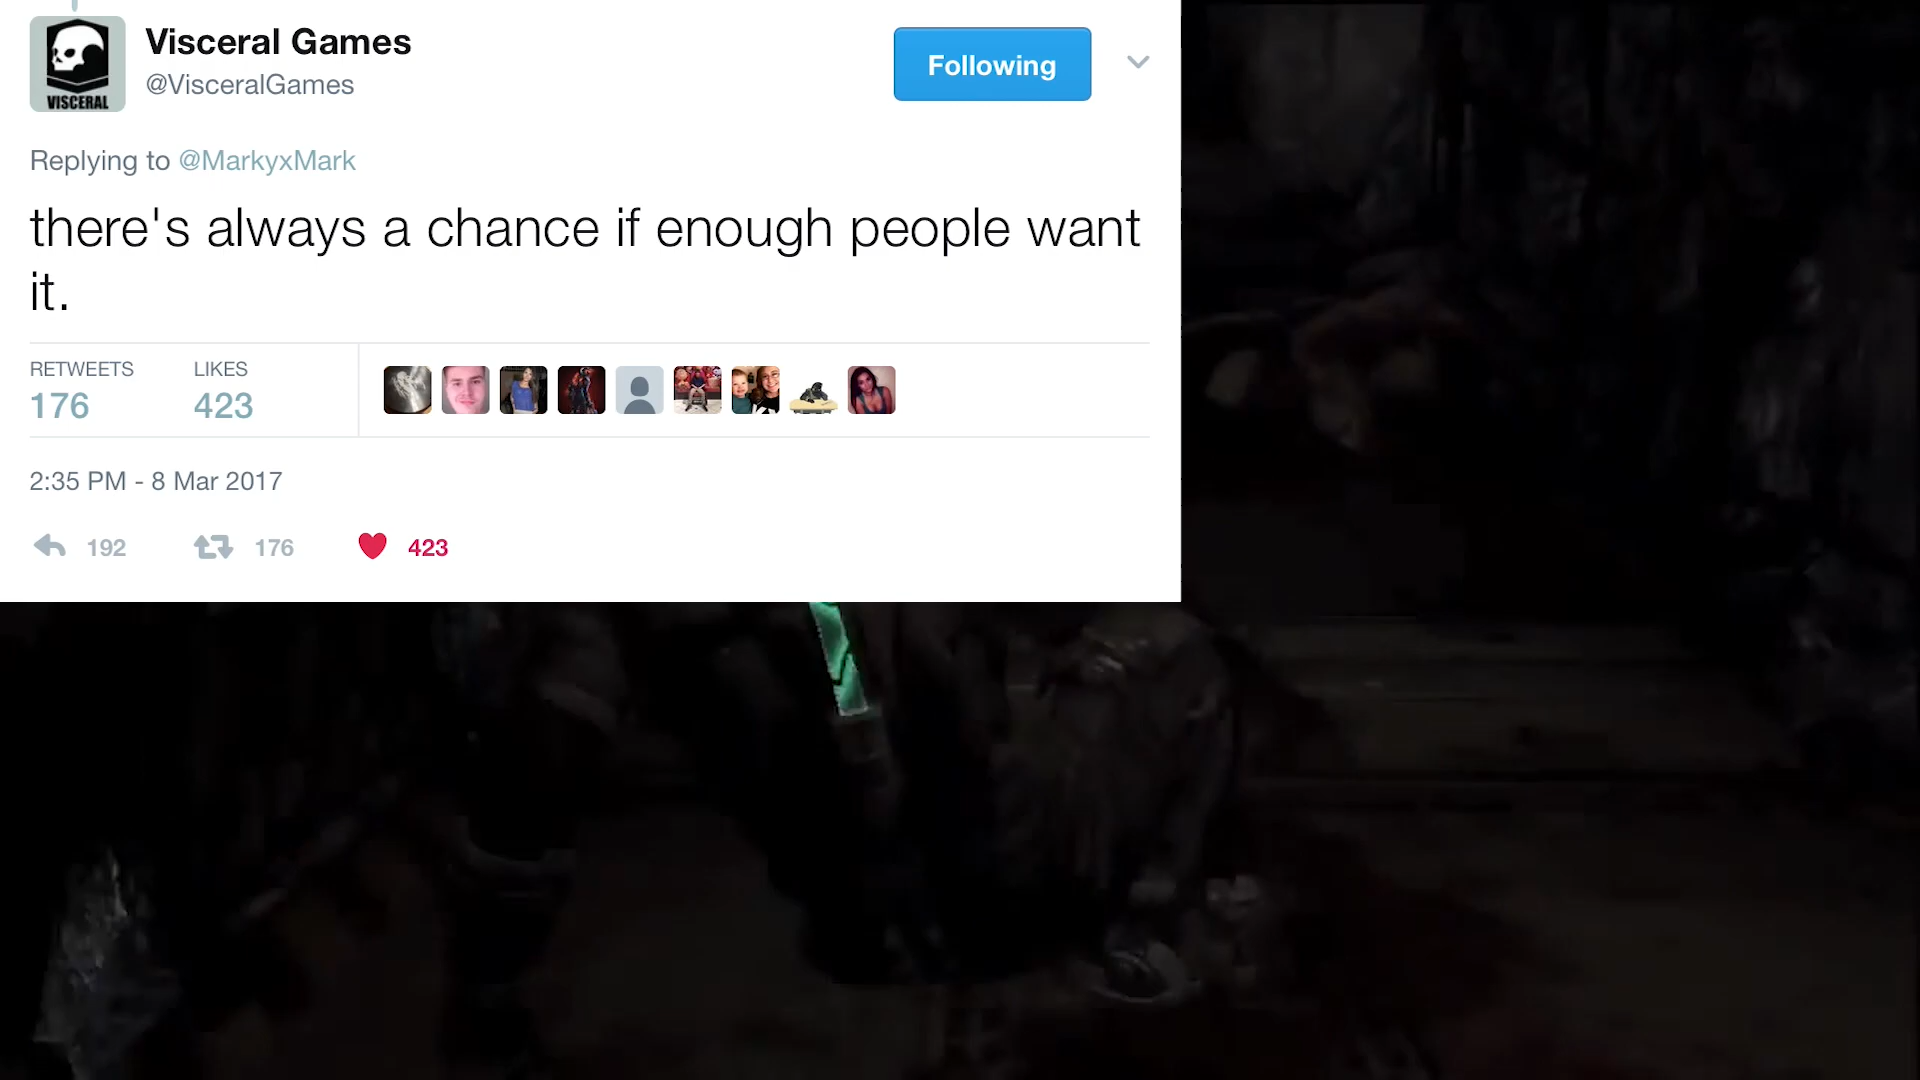 VISCERAL
Visceral Games
@VisceralGames
Following
Replying to @MarkyxMark
there's always a chance if enough people want
it.
RETWEETS LIKES
176 423
2:35 PM - 8 Mar 2017
192 176 423